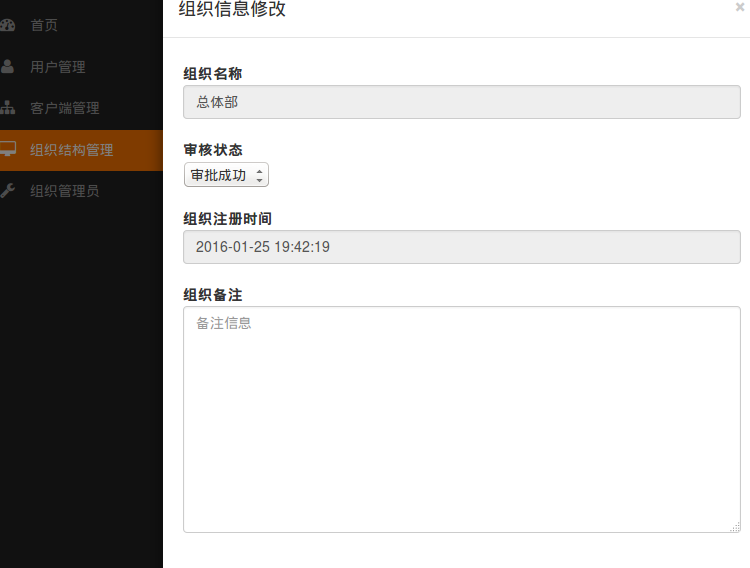 首页
用户管理
客户端管理
组织结构管理
组织管理员
组织信息修改
×
组织名称
总体部
审核状态
审批成功
组织注册时间
2016-01-25 19:42:19
组织备注
备注信息